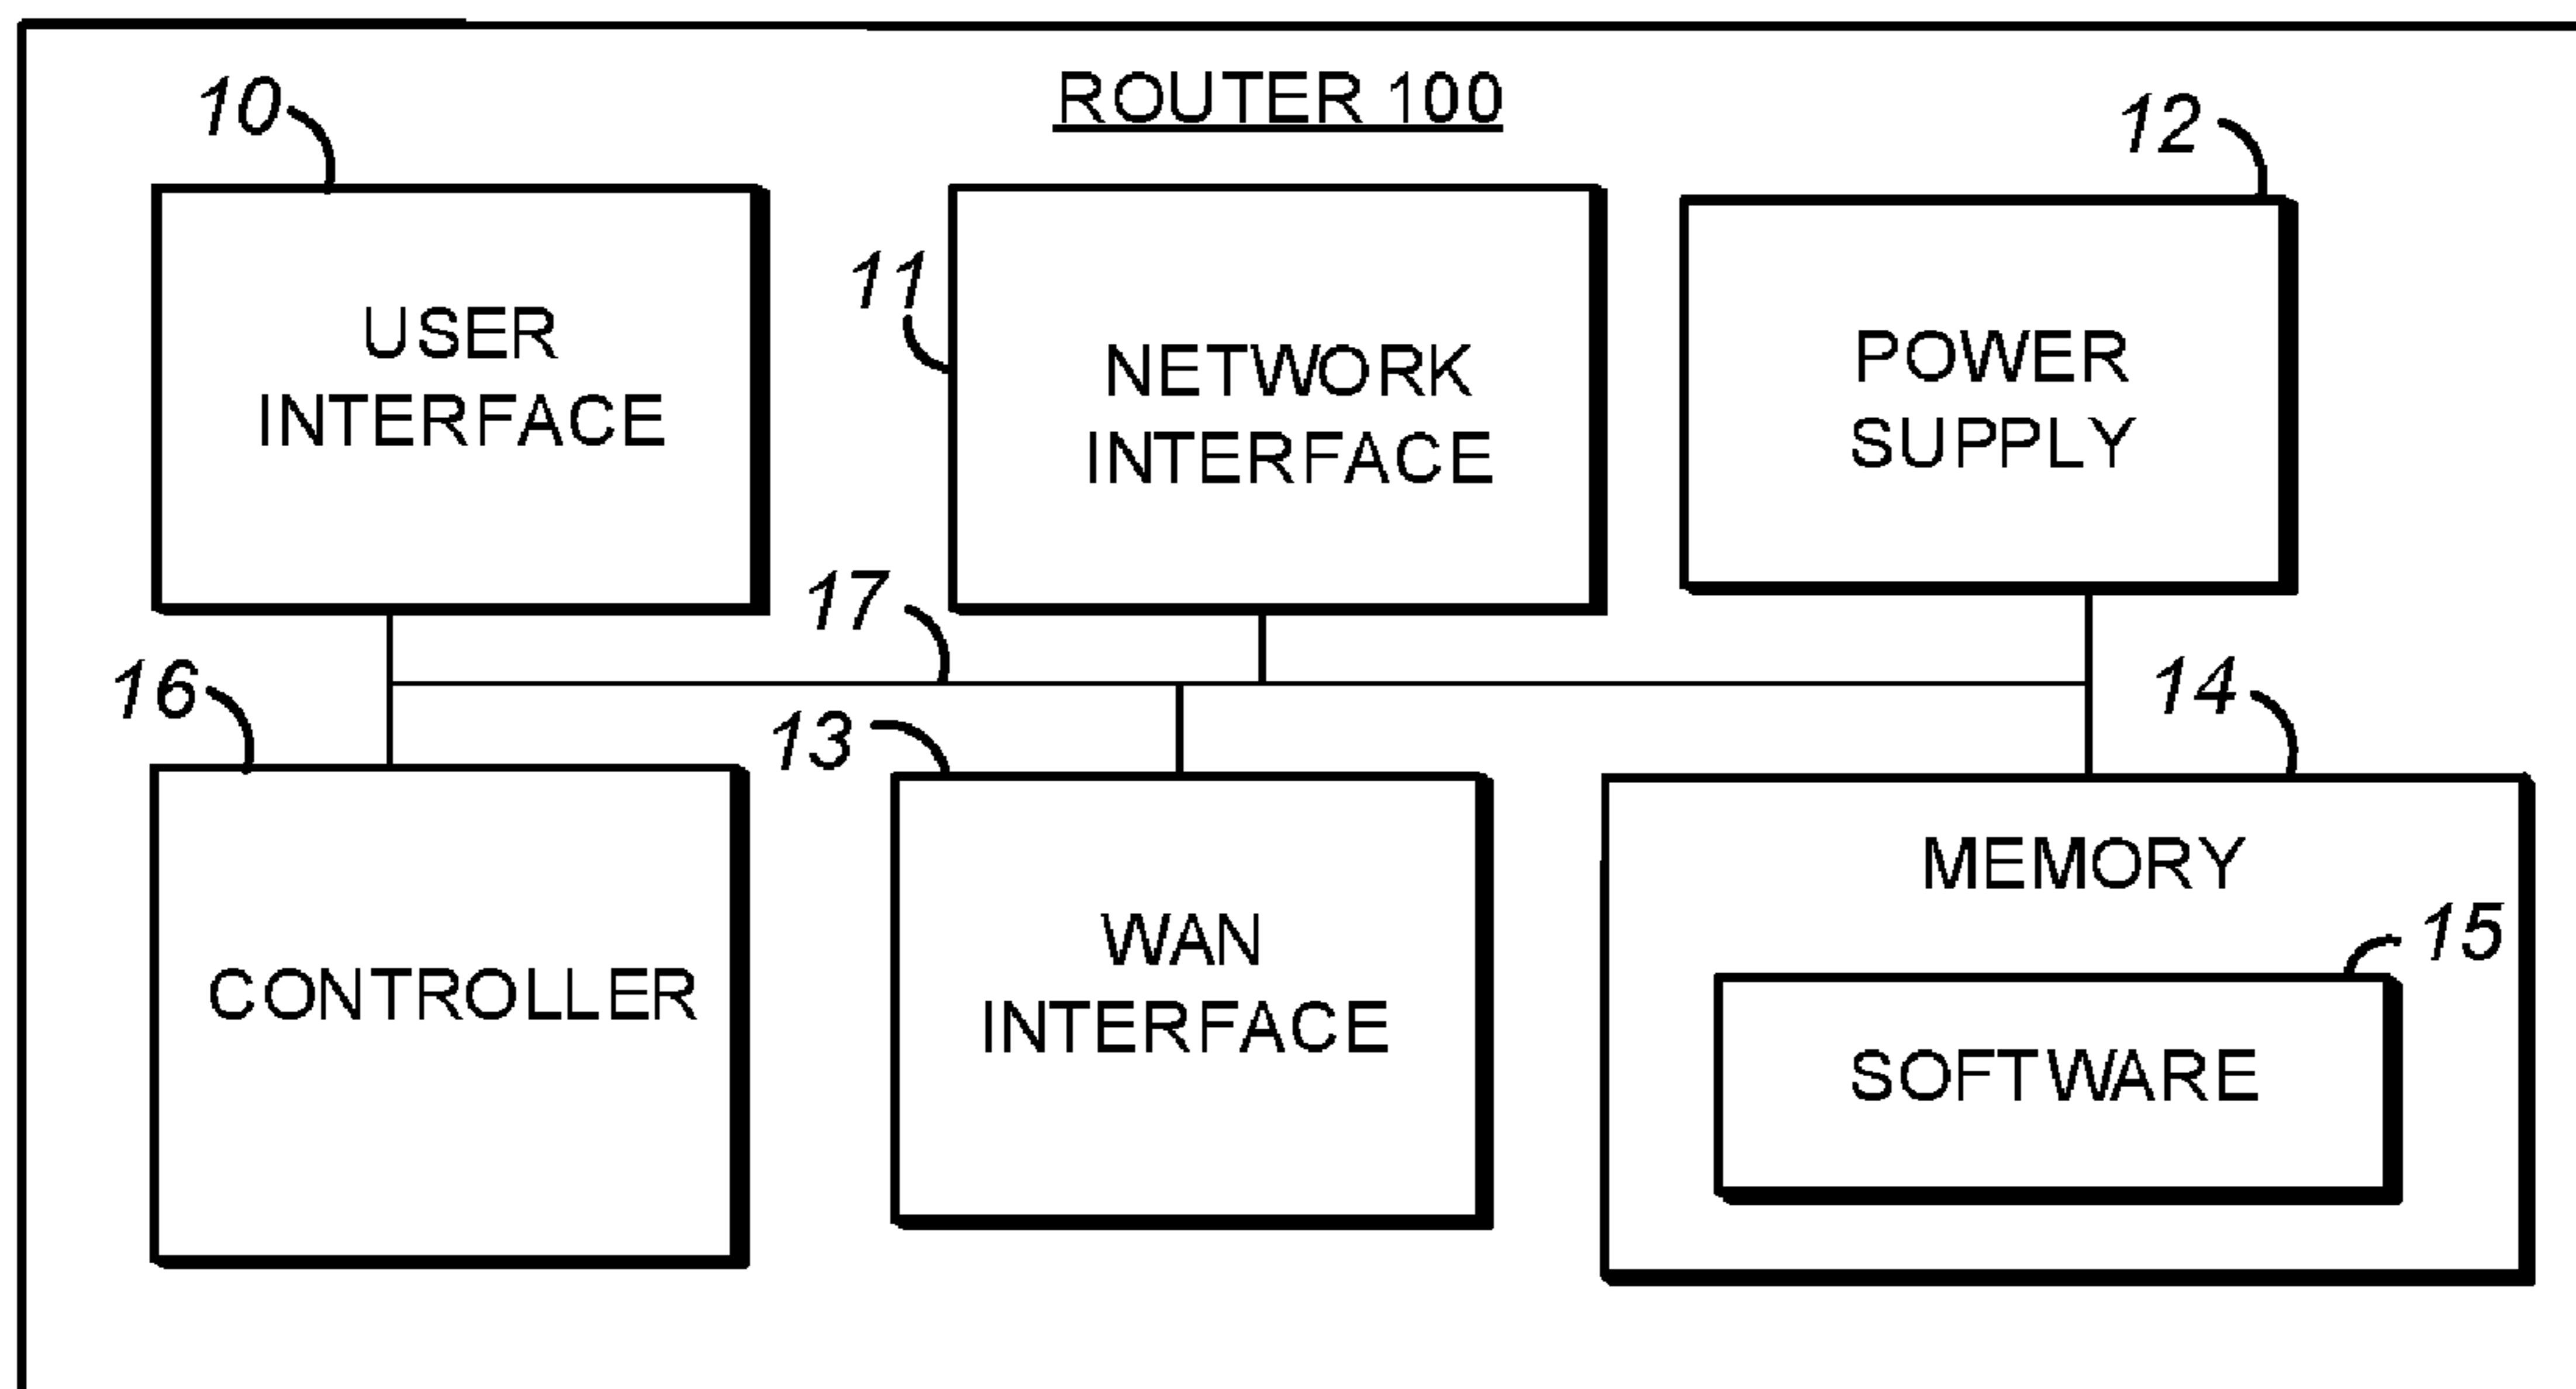 ROUTER 100
10
12
USER
INTERFACE
11
NETWORK
INTERFACE
POWER
SUPPLY
17
16
13
14
CONTROLLER
WAN
INTERFACE
MEMORY
15
SOFTWARE